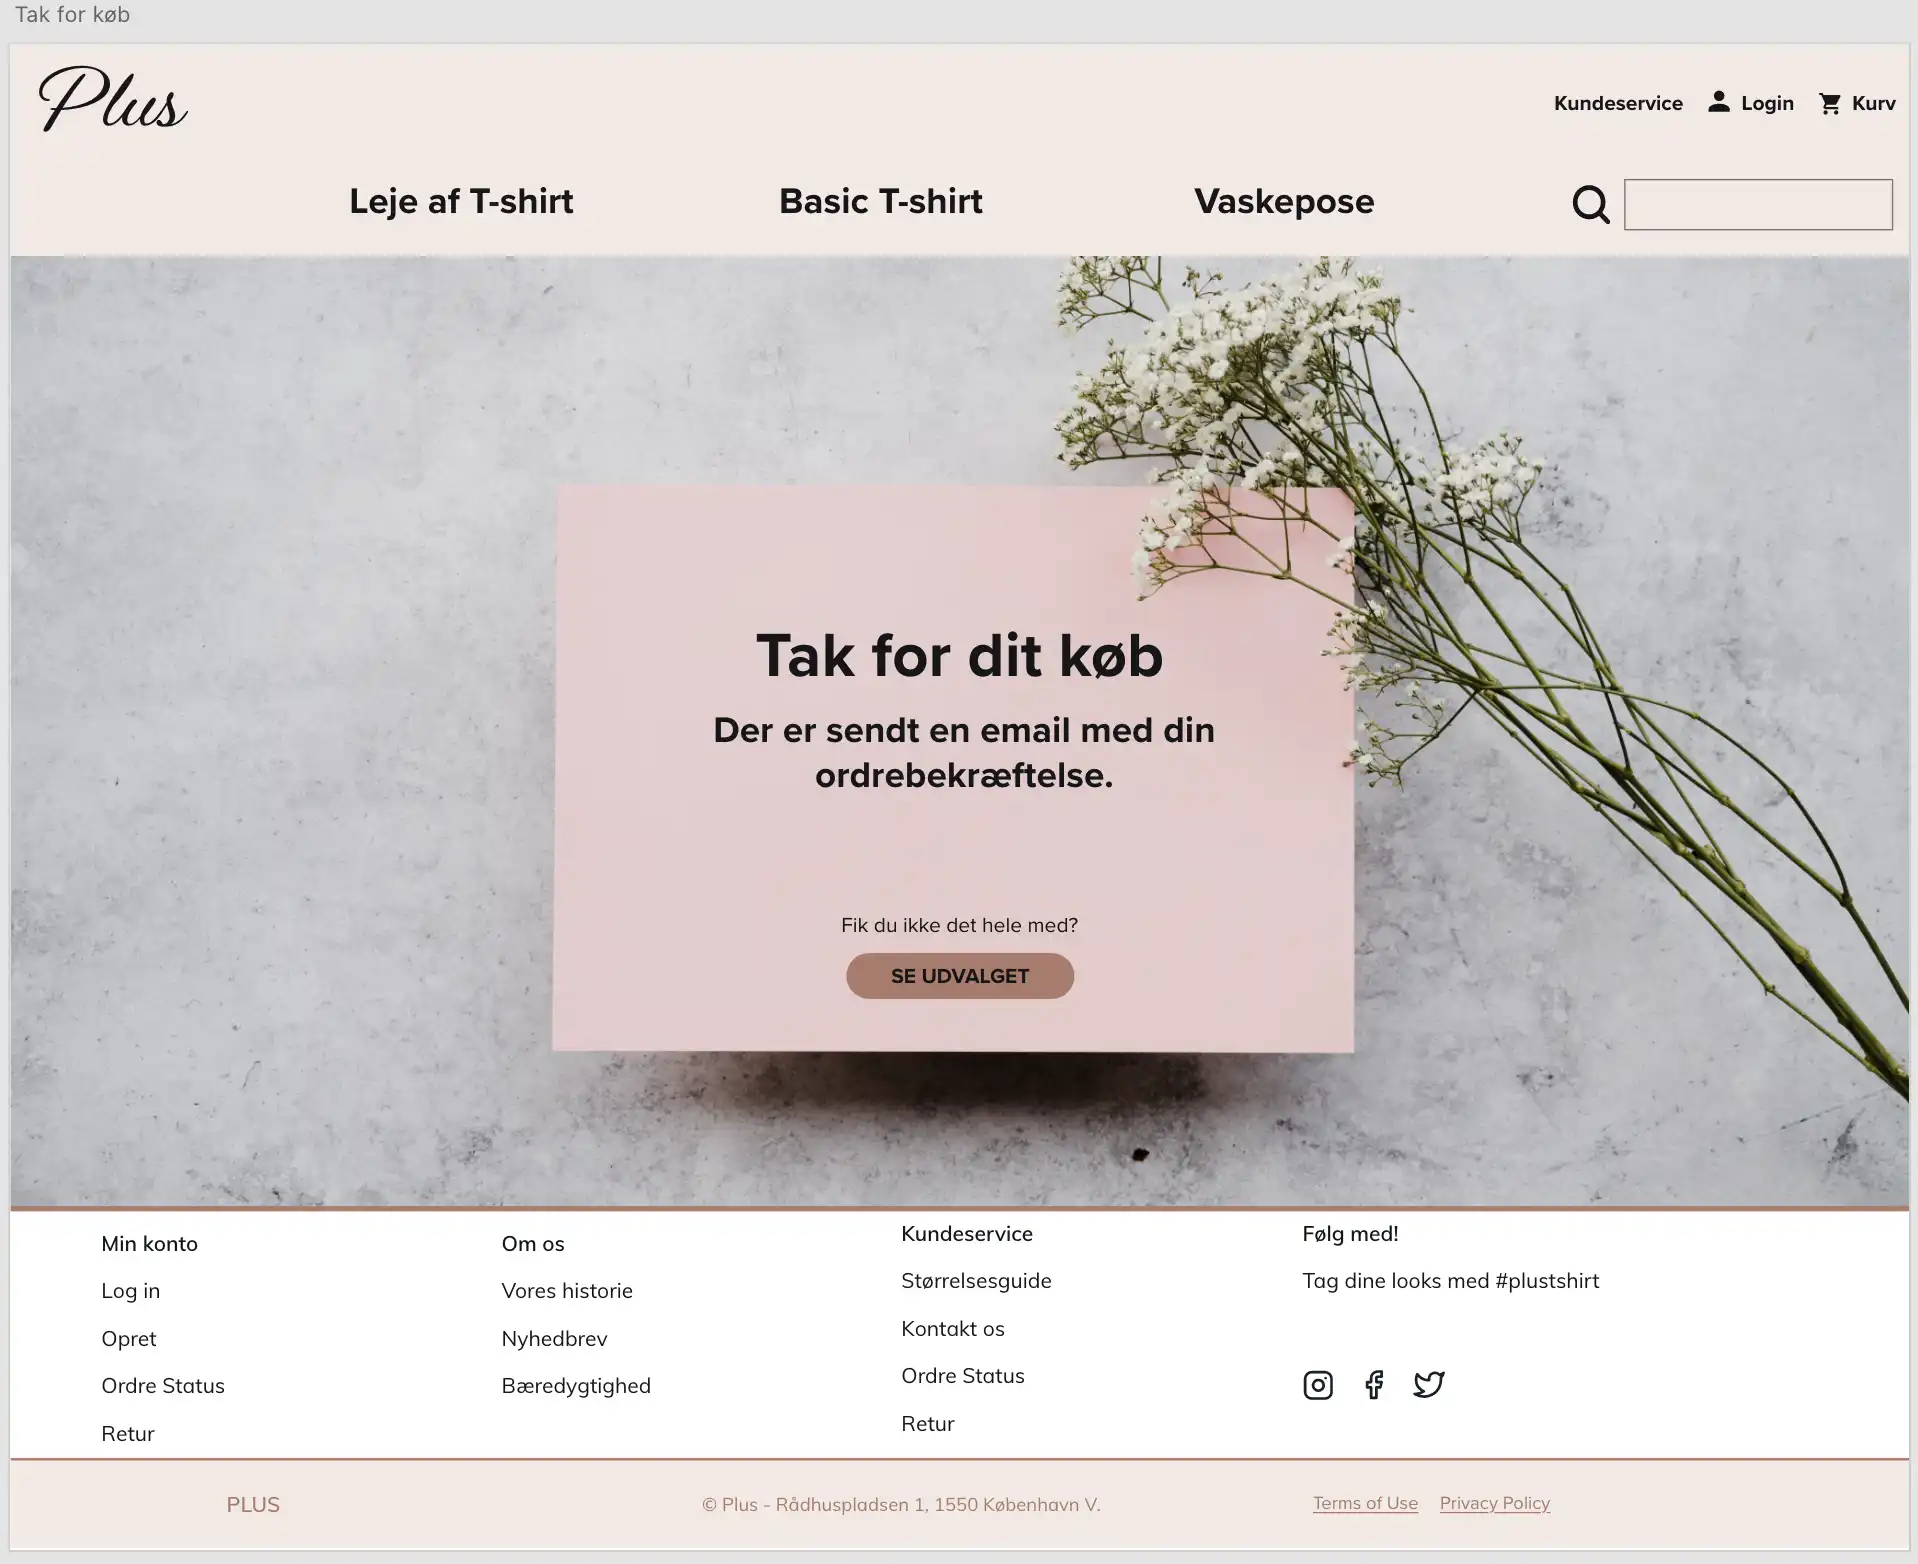 Tak for køb
Plus
Kundeservice Login Kurv
Leje af T-shirt Basic T-shirt Vaskepose
Tak for dit køb
Der er sendt en email med din
ordrebekræftelse.
Fik du ikke det hele med?
SE UDVALGET
Min konto
Log in
Opret
Ordre Status
Retur
Om os
Vores historie
Nyhedbrev
Bæredygtighed
Kundeservice
Størrelsesguide
Kontakt os
Ordre Status
Retur
Følg med!
Tag dine looks med #plustshirt
PLUS
© Plus - Rådhuspladsen 1, 1550 København V.
Terms of Use Privacy Policy